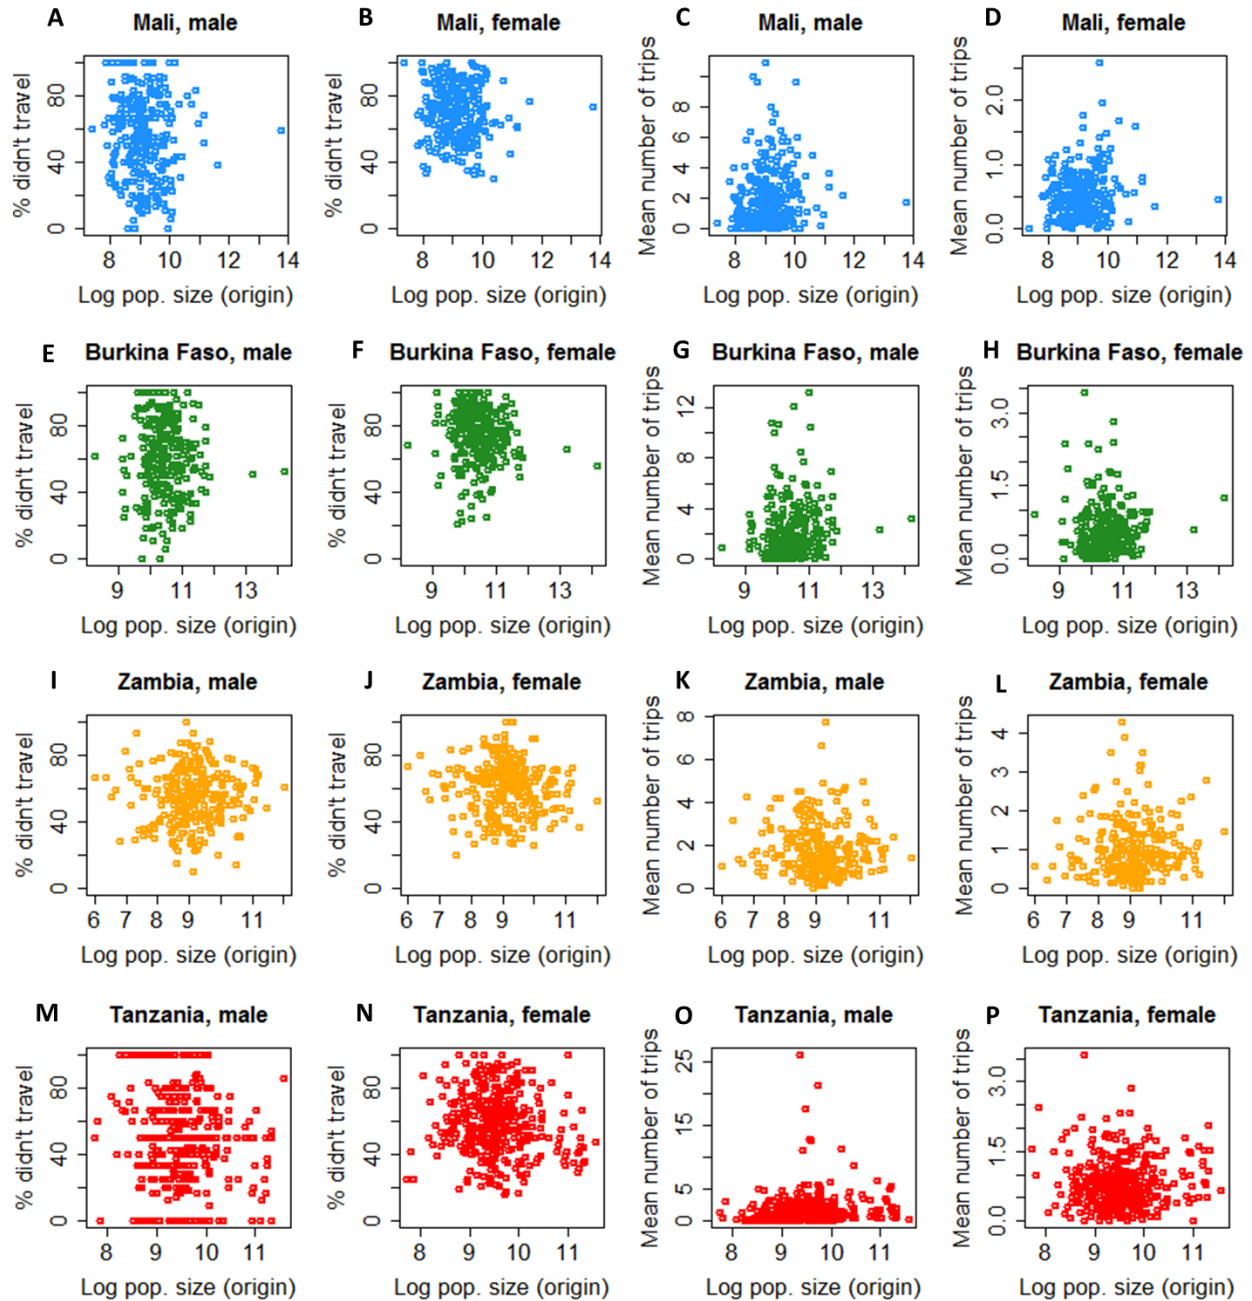 A Mali, male
B Mali, female
C Mali, male
D Mali, female
% didn't travel
0 40 80
8 10 12 14
Log pop. size (origin)
% didn't travel
0 40 80
8 10 12 14
Log pop. size (origin)
Mean number of trips
0 2 4 6 8
8 10 12 14
Log pop. size (origin)
Mean number of trips
0.0 1.0 2.0
8 10 12 14
Log pop. size (origin)
E Burkina Faso, male
F Burkina Faso, female
G Burkina Faso, male
H Burkina Faso, female
% didn't travel
0 40 80
9 11 13
Log pop. size (origin)
% didn't travel
0 40 80
9 11 13
Log pop. size (origin)
Mean number of trips
0 4 8 12
9 11 13
Log pop. size (origin)
Mean number of trips
0.0 1.5 3.0
9 11 13
Log pop. size (origin)
I Zambia, male
J Zambia, female
K Zambia, male
L Zambia, female
% didn't travel
0 40 80
6 7 8 9 11
Log pop. size (origin)
% didn't travel
0 40 80
6 7 8 9 11
Log pop. size (origin)
Mean number of trips
0 2 4 6 8
6 7 8 9 11
Log pop. size (origin)
Mean number of trips
0 1 2 3 4
6 7 8 9 11
Log pop. size (origin)
M Tanzania, male
N Tanzania, female
O Tanzania, male
P Tanzania, female
% didn't travel
0 40 80
8 9 10 11
Log pop. size (origin)
% didn't travel
0 40 80
8 9 10 11
Log pop. size (origin)
Mean number of trips
0 5 15 25
8 9 10 11
Log pop. size (origin)
Mean number of trips
0.0 1.5 3.0
8 9 10 11
Log pop. size (origin)